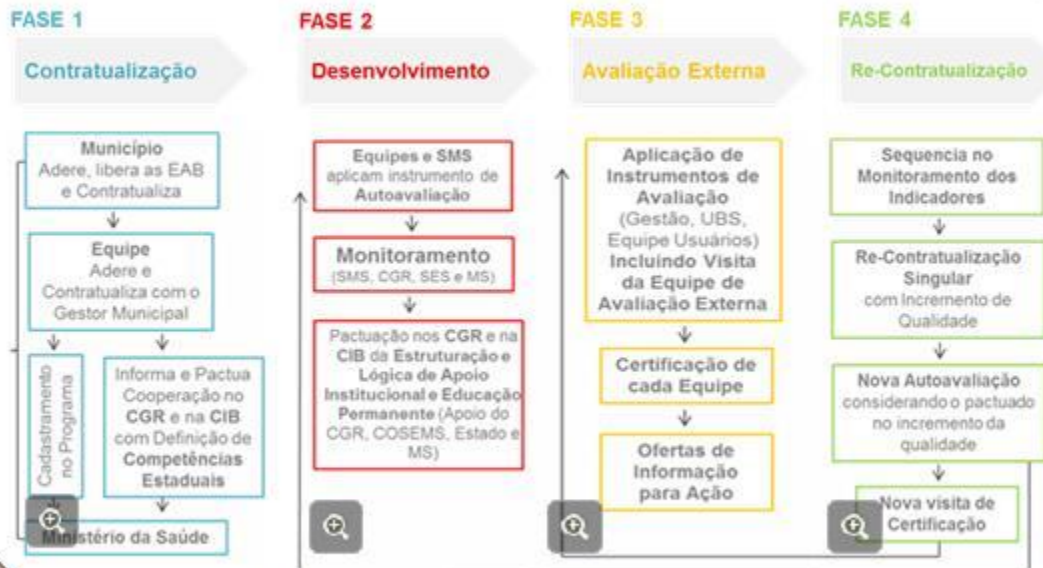 FASE 1
Contratualização
Município
Adere, libera as EAB
e Contratualiza
Equipe
Adere e
Contratualiza com o
Gestor Municipal
Cadastramento
no Programa
Informa e Pactua
Cooperação no
CGR e na CIB
com Definição de
Competências
Estaduais
Ministério da Saúde
FASE 2
Desenvolvimento
Equipes e SMS
aplicam instrumento de
Autoavaliação
Monitoramento
(SMS, CGR, SES e MS)
Pactuação nos CGR e na
CIB da Estruturação e
Lógica de Apoio
Institucional e Educação
Permanente (Apoio do
CGR, COSEMS, Estado e
MS)
FASE 3
Avaliação Externa
Aplicação de
Instrumentos de
Avaliação
(Gestão, UBS,
Equipe Usuários)
Incluindo Visita
da Equipe de
Avaliação Externa
Certificação de
cada Equipe
Ofertas de
Informação
para Ação
FASE 4
Re-Contratualização
Sequencia no
Monitoramento dos
Indicadores
Re-Contratualização
Singular
com Incremento de
Qualidade
Nova Autoavaliação
considerando o pactuado
no incremento da
qualidade
Nova visita de
Certificação